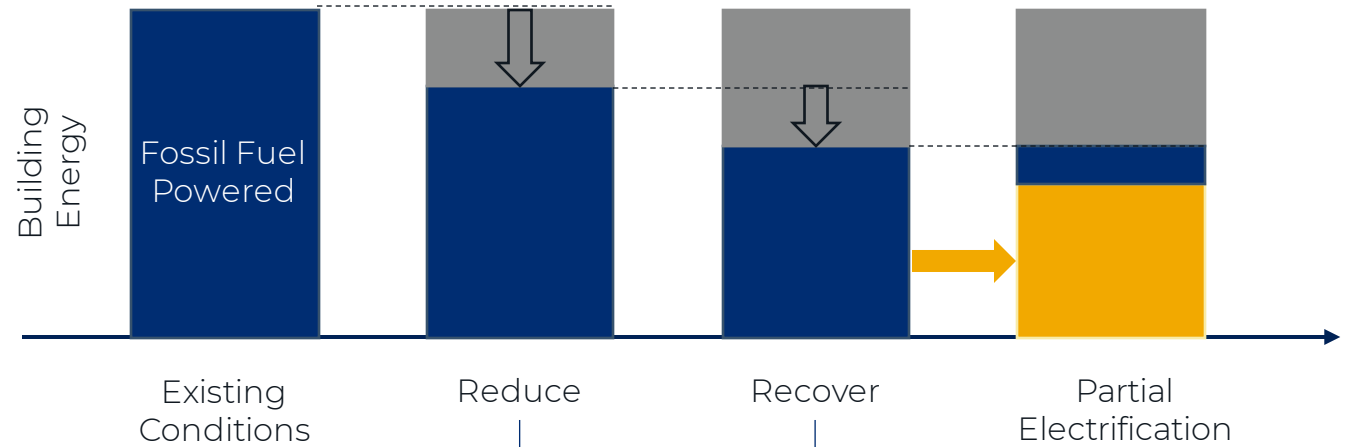 Building
Energy
Fossil Fuel
Powered
Existing
Conditions
Reduce
Recover
Partial
Electrification